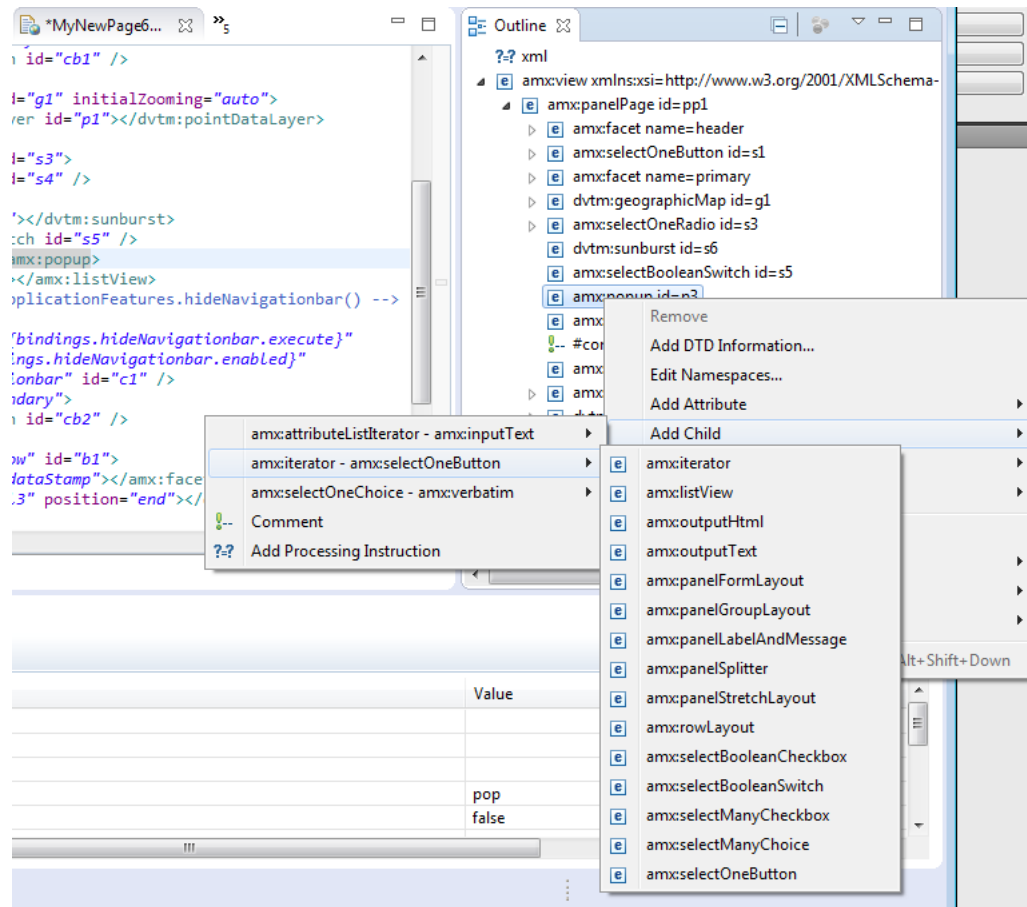 *MyNewPage6...
"5
id="cb1" />
="g1" initialZooming="auto">
er id="p1"></dvtm:pointDataLayer>
="s3">
="s4" />
"></dvtm:sunburst>
tch id="s5" />
amx:popup>
></amx:listView>
pplicationFeatures.hideNavigationbar() -->
{bindings.hideNavigationbar.execute}"
ings.hideNavigationbar.enabled}"
ionbar" id="c1" />
ndary">
id="cb2" />
ow" id="b1">
dataStamp"></amx:face
.3" position="end"></
Outline
?=? xml
amx:view xmlns:xsi=http://www.w3.org/2001/XMLSchema-
amx:panelPage id=pp1
amx:facet name=header
amx:selectOneButton id=s1
amx:facet name=primary
dvtm:geographicMap id=g1
amx:selectOneRadio id=s3
dvtm:sunburst id=s6
amx:selectBooleanSwitch id=s5
amx:popup id=p3
amx:
#cor
amx:
amx:
Remove
Add DTD Information...
Edit Namespaces...
Add Attribute
Add Child
Alt+Shift+Down
amx:attributeListIterator - amx:inputText
amx:iterator - amx:selectOneButton
amx:selectOneChoice - amx:verbatim
Comment
?=? Add Processing Instruction
amx:iterator
amx:listView
amx:outputHtml
amx:outputText
amx:panelFormLayout
amx:panelGroupLayout
amx:panelLabelAndMessage
amx:panelSplitter
amx:panelStretchLayout
amx:rowLayout
amx:selectBooleanCheckbox
amx:selectBooleanSwitch
amx:selectManyCheckbox
amx:selectManyChoice
amx:selectOneButton
Value
pop
false